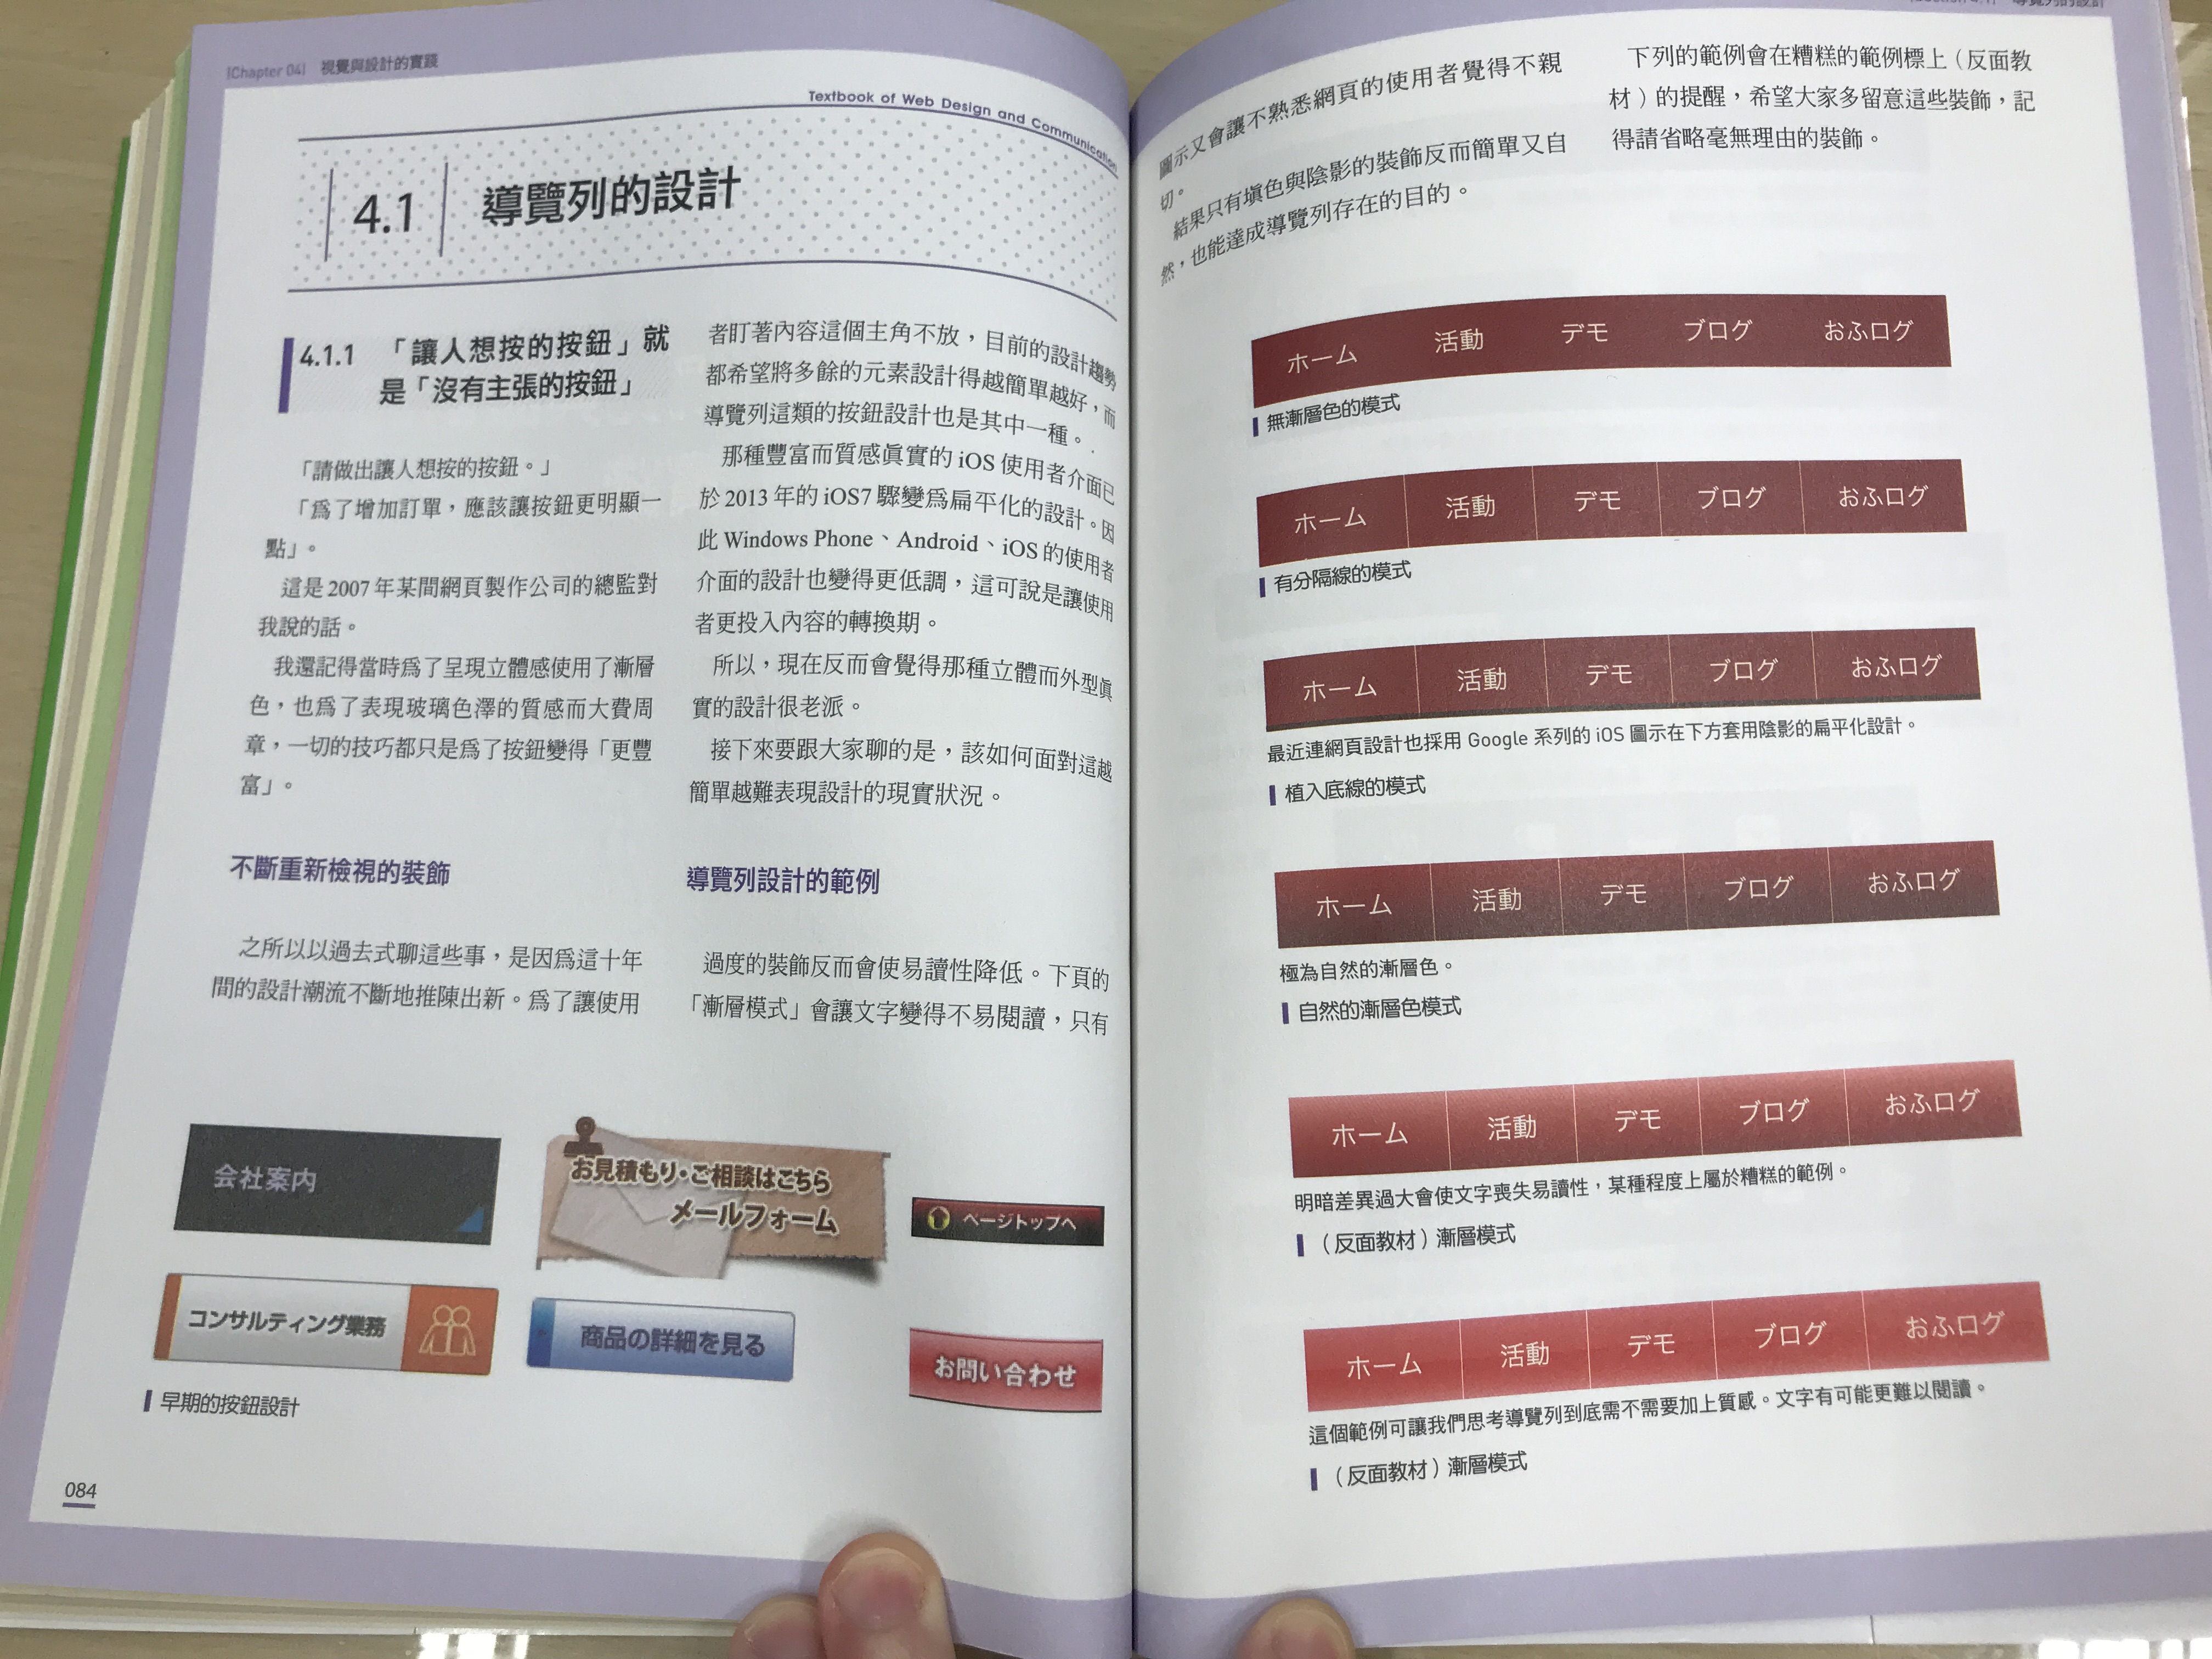 [Chapter 04] 視覺與設計的實踐
Textbook of Web Design and Communication
4.1 導覽列的設計
4.1.1 「讓人想按的按鈕」就
是「沒有主張的按鈕」
「請做出讓人想按的按鈕。」
「為了增加訂單，應該讓按鈕更明顯一
點」。
這是 2007 年某間網頁製作公司的總監對
我說的話。
我還記得當時為了呈現立體感使用了漸層
色，也為了表現玻璃色澤的質感而大費周
章，一切的技巧都只是為了按鈕變得「更豐
富」。
不斷重新檢視的裝飾
之所以以過去式聊這些事，是因為這十年
間的設計潮流不斷地推陳出新。為了讓使用
者盯著內容這個主角不放，目前的設計趨勢
都希望將多餘的元素設計得越簡單越好，而
導覽列這類的按鈕設計也是其中一種。
那種豐富而質感真實的 iOS 使用者介面已
於 2013 年的 iOS7 驟變為扁平化的設計。因
此 Windows Phone、Android、iOS 的使用者
介面的設計也變得更低調，這可說是讓使用
者更投入內容的轉換期。
所以，現在反而會覺得那種立體而外型真
實的設計很老派。
接下來要跟大家聊的是，該如何面對這越
簡單越難表現設計的現實狀況。
導覽列設計的範例
過度的裝飾反而會使易讀性降低。下頁的
「漸層模式」會讓文字變得不易閱讀，只有
会社案内
お見積もり・ご相談はこちら
メールフォーム
ページトップへ
コンサルティング業務
商品の詳細を見る
お問い合わせ
早期的按鈕設計
084
導覽列的設計
圖示又會讓不熟悉網頁的使用者覺得不親
切。
結果只有填色與陰影的裝飾反而簡單又自
然，也能達成導覽列存在的目的。
下列的範例會在糟糕的範例標上（反面教
材）的提醒，希望大家多留意這些裝飾，記
得請省略毫無理由的裝飾。
ホーム 活動 デモ ブログ おふログ
無漸層色的模式
ホーム 活動 デモ ブログ おふログ
有分隔線的模式
ホーム 活動 デモ ブログ おふログ
最近連網頁設計也採用 Google 系列的 iOS 圖示在下方套用陰影的扁平化設計。
植入底線的模式
ホーム 活動 デモ ブログ おふログ
極為自然的漸層色。
自然的漸層色模式
ホーム 活動 デモ ブログ おふログ
明暗差異過大會使文字喪失易讀性，某種程度上屬於糟糕的範例。
（反面教材）漸層模式
ホーム 活動 デモ ブログ おふログ
這個範例可讓我們思考導覽列到底需不需要加上質感。文字有可能更難以閱讀。
（反面教材）漸層模式